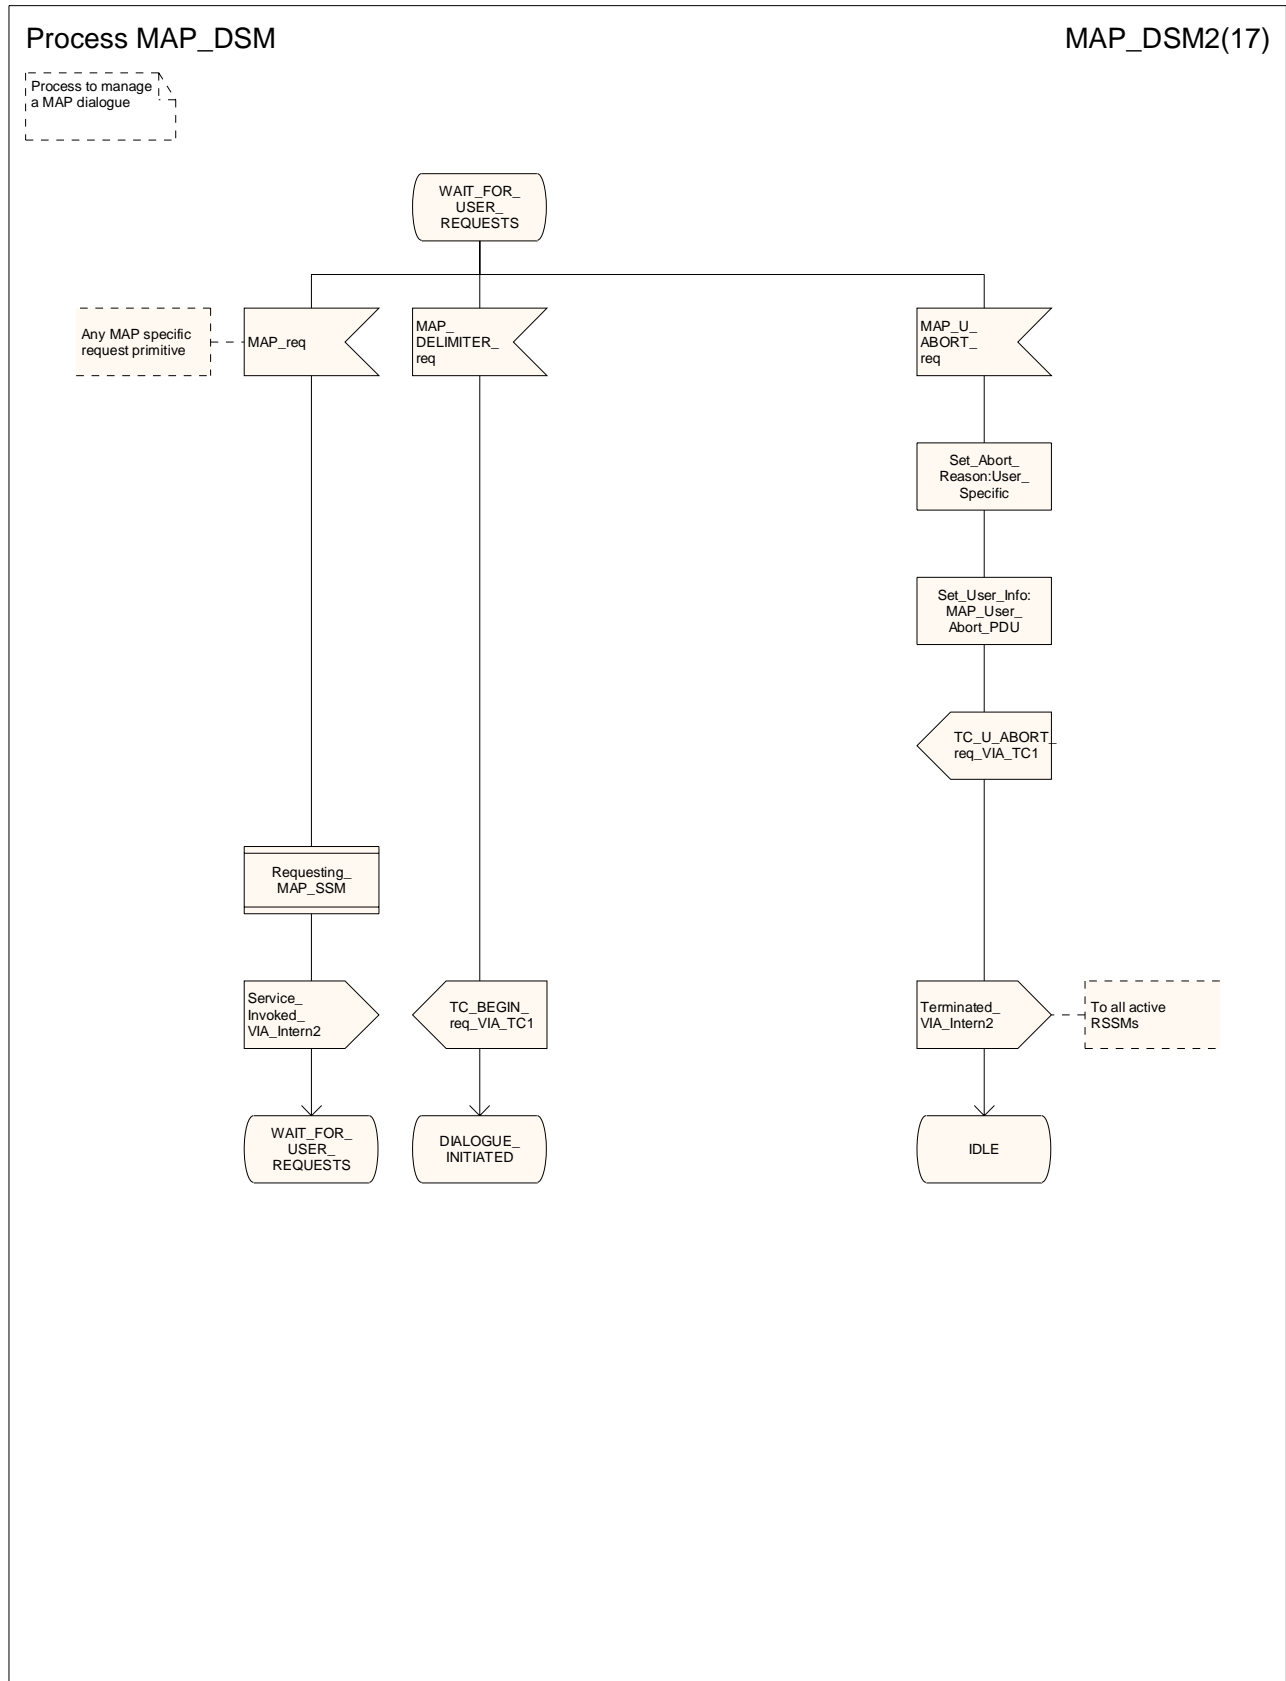 Process MAP_DSM
MAP_DSM2(17)
Process to manage
a MAP dialogue
WAIT_FOR_
USER_
REQUESTS
Any MAP specific
request primitive
MAP_req
MAP_
DELIMITER_
req
MAP_U_
ABORT_
req
Set_Abort_
Reason:User_
Specific
Set_User_Info:
MAP_User_
Abort_PDU
TC_U_ABORT_
req_VIA_TC1
Requesting_
MAP_SSM
Service_
Invoked_
VIA_Intern2
TC_BEGIN_
req_VIA_TC1
Terminated_
VIA_Intern2
To all active
RSSMs
WAIT_FOR_
USER_
REQUESTS
DIALOGUE_
INITIATED
IDLE